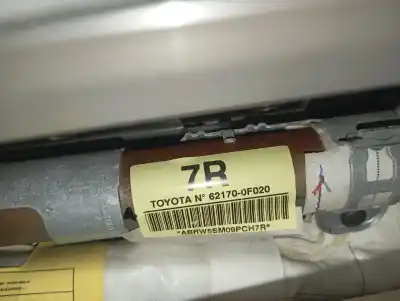 7R
TOYOTA N° 62170-0F020
"ABRW5BM09PCH7R"